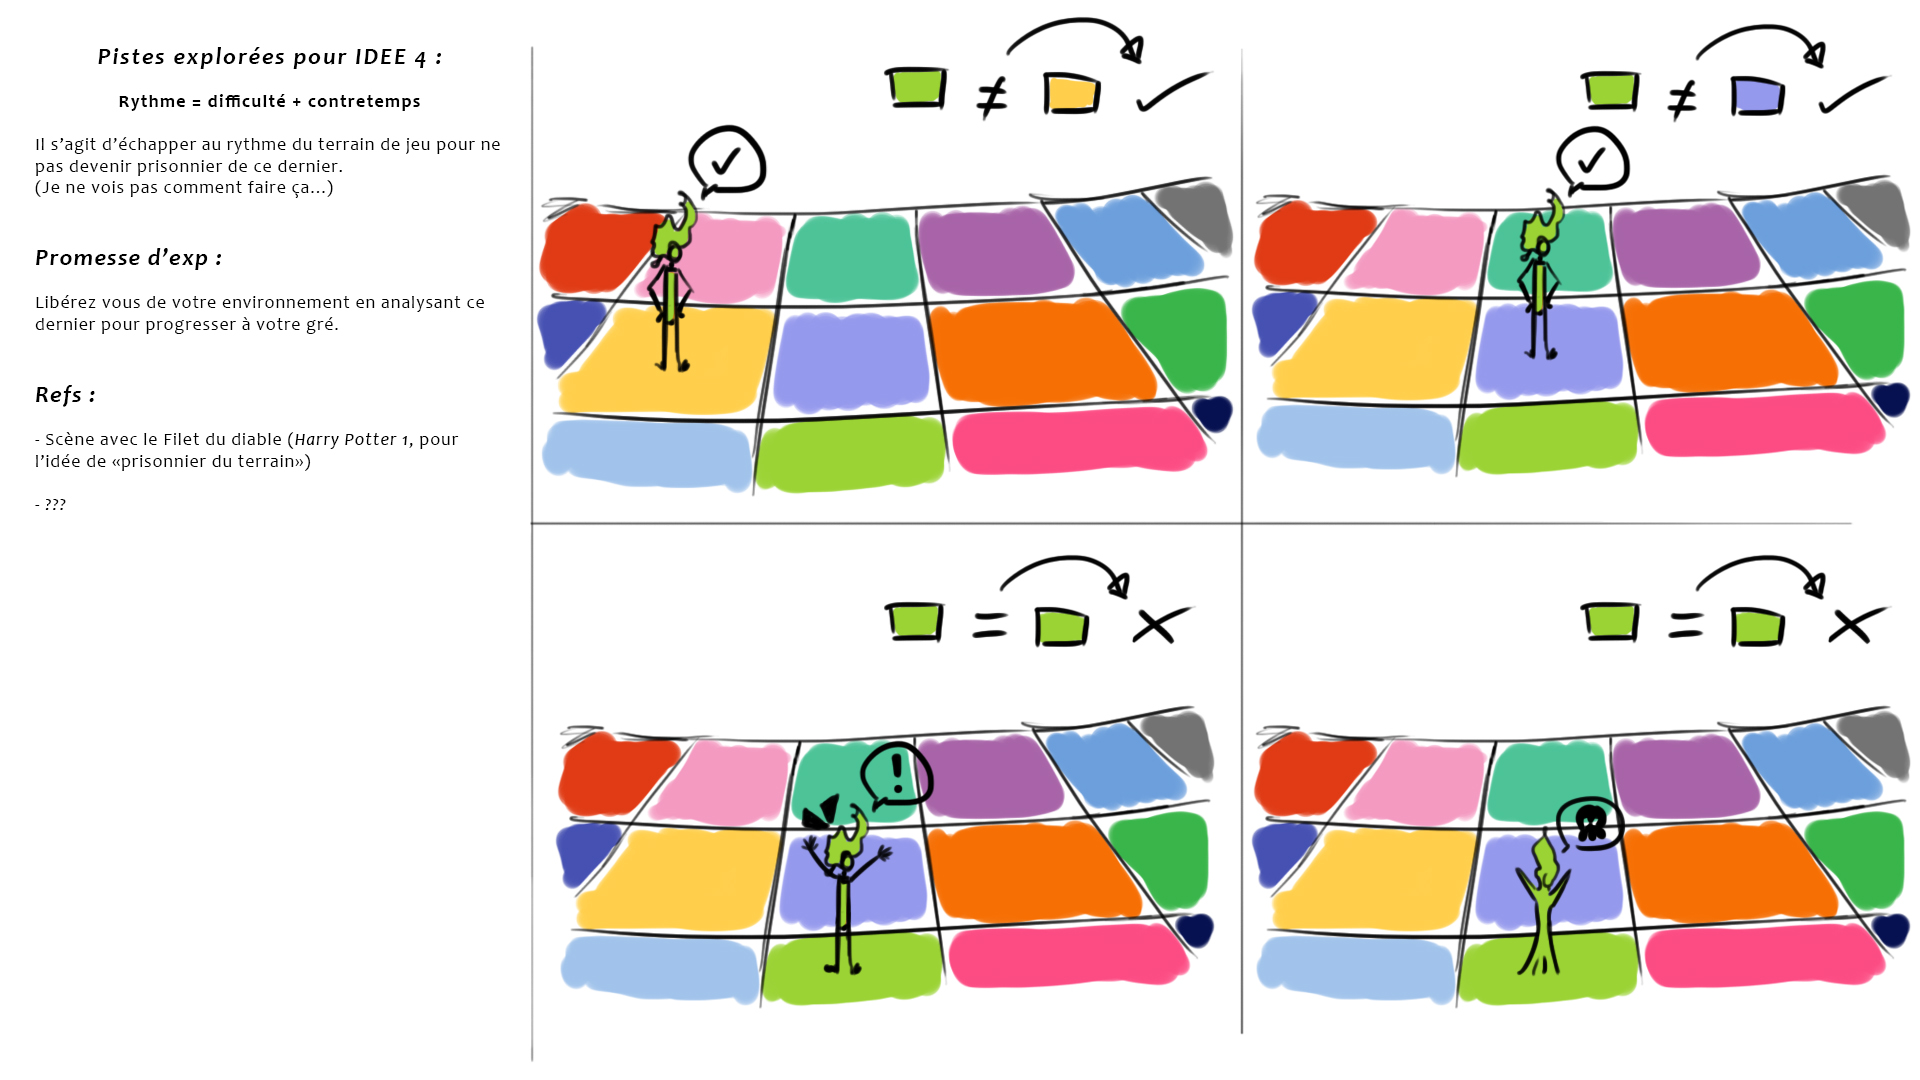 Pistes explorées pour IDEE 4 :
Rythme = difficulté + contretemps
Il s'agit d'échapper au rythme du terrain de jeu pour ne
pas devenir prisonnier de ce dernier.
(Je ne vois pas comment faire ça...)
Promesse d'exp :
Libérez vous de votre environnement en analysant ce
dernier pour progresser à votre gré.
Refs :
- Scène avec le Filet du diable (Harry Potter 1, pour
l'idée de «prisonnier du terrain»)
- ???
≠
≠
=
=
!